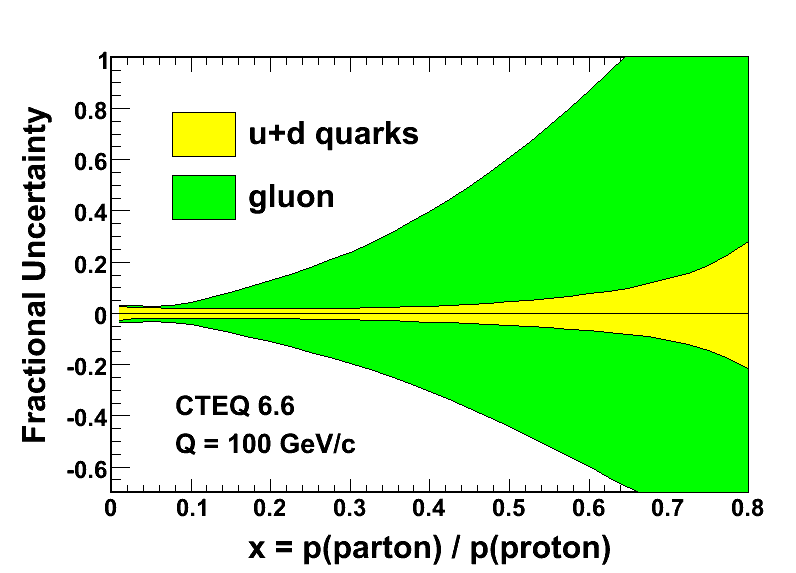 1
0.8
0.6
0.4
0.2
0
-0.2
-0.4
-0.6
Fractional Uncertainty
u+d quarks
gluon
CTEQ 6.6
Q = 100 GeV/c
0 0.1 0.2 0.3 0.4 0.5 0.6 0.7 0.8
x = p(parton) / p(proton)